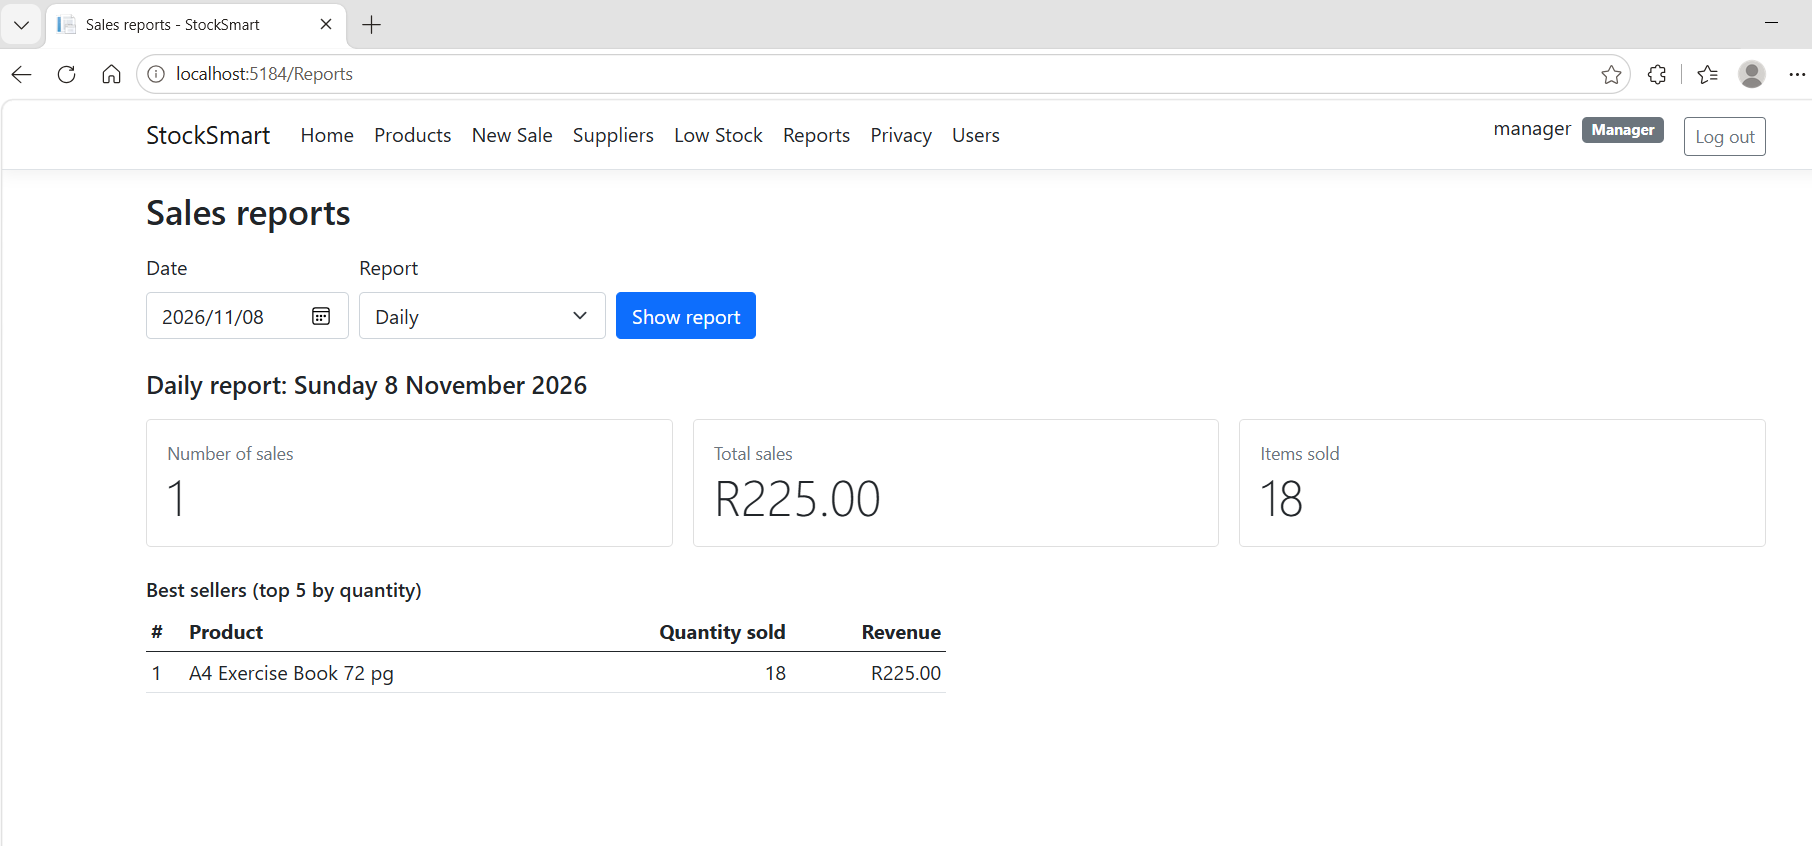 Sales reports - StockSmart
localhost:5184/Reports
StockSmart Home Products New Sale Suppliers Low Stock Reports Privacy Users manager Manager Log out
Sales reports
Date Report
2026/11/08 Daily Show report
Daily report: Sunday 8 November 2026
Number of sales Total sales Items sold
1 R225.00 18
Best sellers (top 5 by quantity)
# Product Quantity sold Revenue
1 A4 Exercise Book 72 pg 18 R225.00